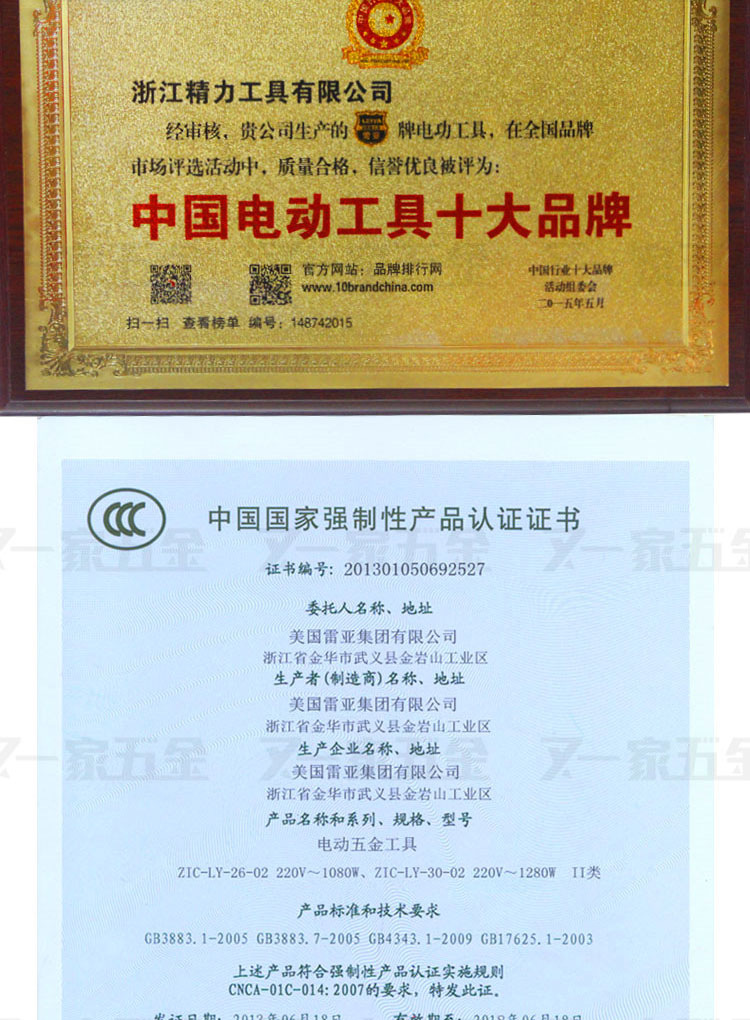 浙江精力工具有限公司
经审核，贵公司生产的 牌电功工具，在全国品牌
市场评选活动中，质量合格，信誉优良被评为：
中国电动工具十大品牌
官方网站：品牌排行网
www.10brandchina.com
扫一扫 查看榜单 编号：148742015
中国行业十大品牌
活动组委会
二0一五年五月
CCC
中国国家强制性产品认证证书
证书编号：201301050692527
委托人名称、地址
美国雷亚集团有限公司
浙江省金华市武义县金岩山工业区
生产者(制造商)名称、地址
美国雷亚集团有限公司
浙江省金华市武义县金岩山工业区
生产企业名称、地址
美国雷亚集团有限公司
浙江省金华市武义县金岩山工业区
产品名称和系列、规格、型号
电动五金工具
ZIC-LY-26-02 220V～1080W、ZIC-LY-30-02 220V～1280W II类
产品标准和技术要求
GB3883.1-2005 GB3883.7-2005 GB4343.1-2009 GB17625.1-2003
上述产品符合强制性产品认证实施规则
CNCA-01C-014:2007的要求，特发此证。
又一家五金